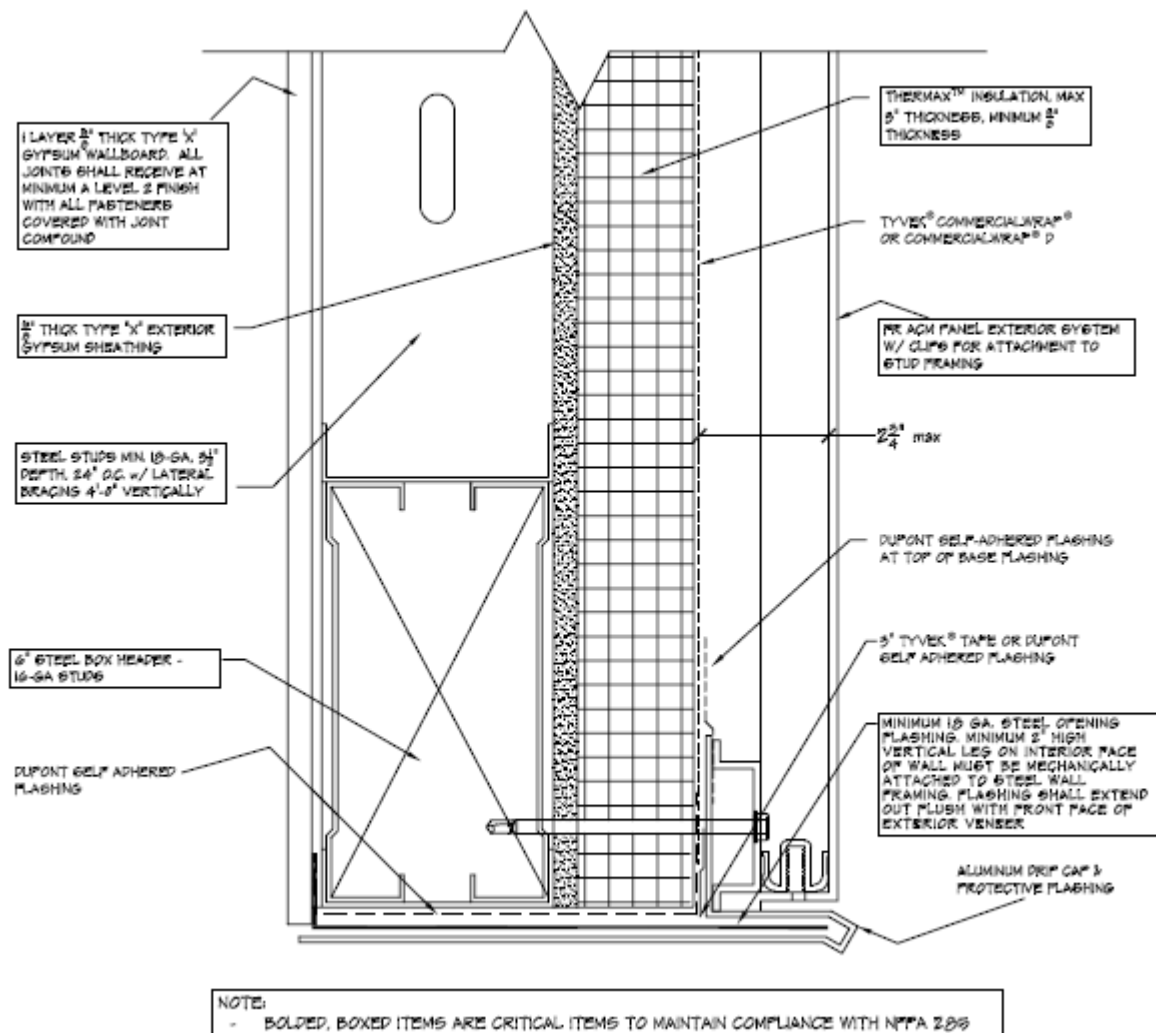 1 LAYER 5/8" THICK TYPE 'X'
GYPSUM WALLBOARD. ALL
JOINTS SHALL RECEIVE AT
MINIMUM A LEVEL 2 FINISH
WITH ALL FASTENERS
COVERED WITH JOINT
COMPOUND
5/8" THICK TYPE "X" EXTERIOR
GYPSUM SHEATHING
STEEL STUDS MIN. 18-GA, 3½"
DEPTH, 24" O.C. w/ LATERAL
BRACING 4'-0" VERTICALLY
6" STEEL BOX HEADER -
16-GA STUDS
DUPONT SELF ADHERED
FLASHING
THERMAX™ INSULATION, MAX
3" THICKNESS, MINIMUM 5/8"
THICKNESS
TYVEK® COMMERCIALWRAP®
OR COMMERCIALWRAP® D
FR ACM PANEL EXTERIOR SYSTEM
W/ CLIPS FOR ATTACHMENT TO
STUD FRAMING
2 3/4" max
DUPONT SELF-ADHERED FLASHING
AT TOP OF BASE FLASHING
3" TYVEK® TAPE OR DUPONT
SELF ADHERED FLASHING
MINIMUM 18 GA. STEEL OPENING
FLASHING. MINIMUM 2" HIGH
VERTICAL LEG ON INTERIOR FACE
OF WALL MUST BE MECHANICALLY
ATTACHED TO STEEL WALL
FRAMING. FLASHING SHALL EXTEND
OUT FLUSH WITH FRONT FACE OF
EXTERIOR VENEER
ALUMINUM DRIP CAP &
PROTECTIVE FLASHING
NOTE:
- BOLDED, BOXED ITEMS ARE CRITICAL ITEMS TO MAINTAIN COMPLIANCE WITH NFPA 285